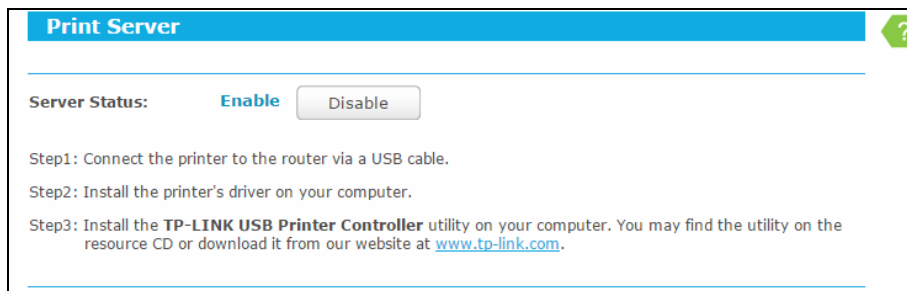 Print Server
?
Server Status: Enable Disable
Step1: Connect the printer to the router via a USB cable.
Step2: Install the printer's driver on your computer.
Step3: Install the TP-LINK USB Printer Controller utility on your computer. You may find the utility on the
resource CD or download it from our website at www.tp-link.com.